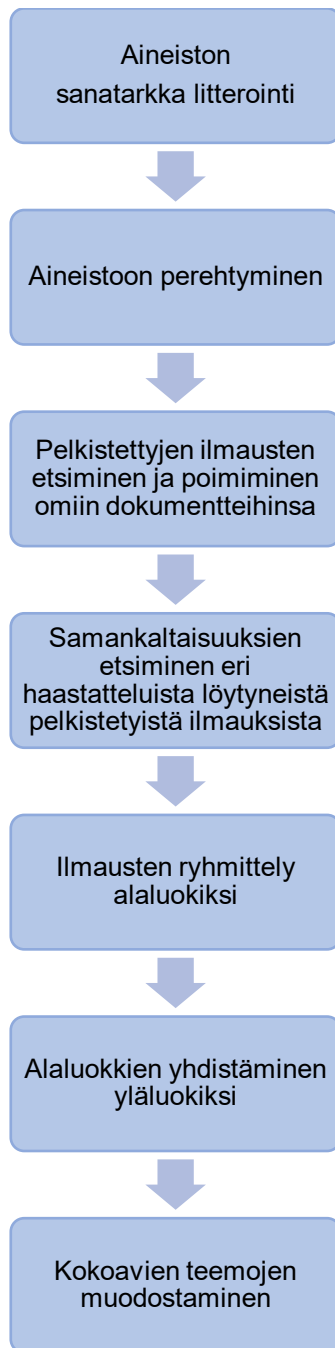 Aineiston
sanatarkka litterointi
Aineistoon perehtyminen
Pelkistettyjen ilmausten
etsiminen ja poimiminen
omiin dokumentteihinsa
Samankaltaisuuksien
etsiminen eri
haastatteluista löytyneistä
pelkistetyistä ilmauksista
Ilmausten ryhmittely
alaluokiksi
Alaluokkien yhdistäminen
yläluokiksi
Kokoavien teemojen
muodostaminen